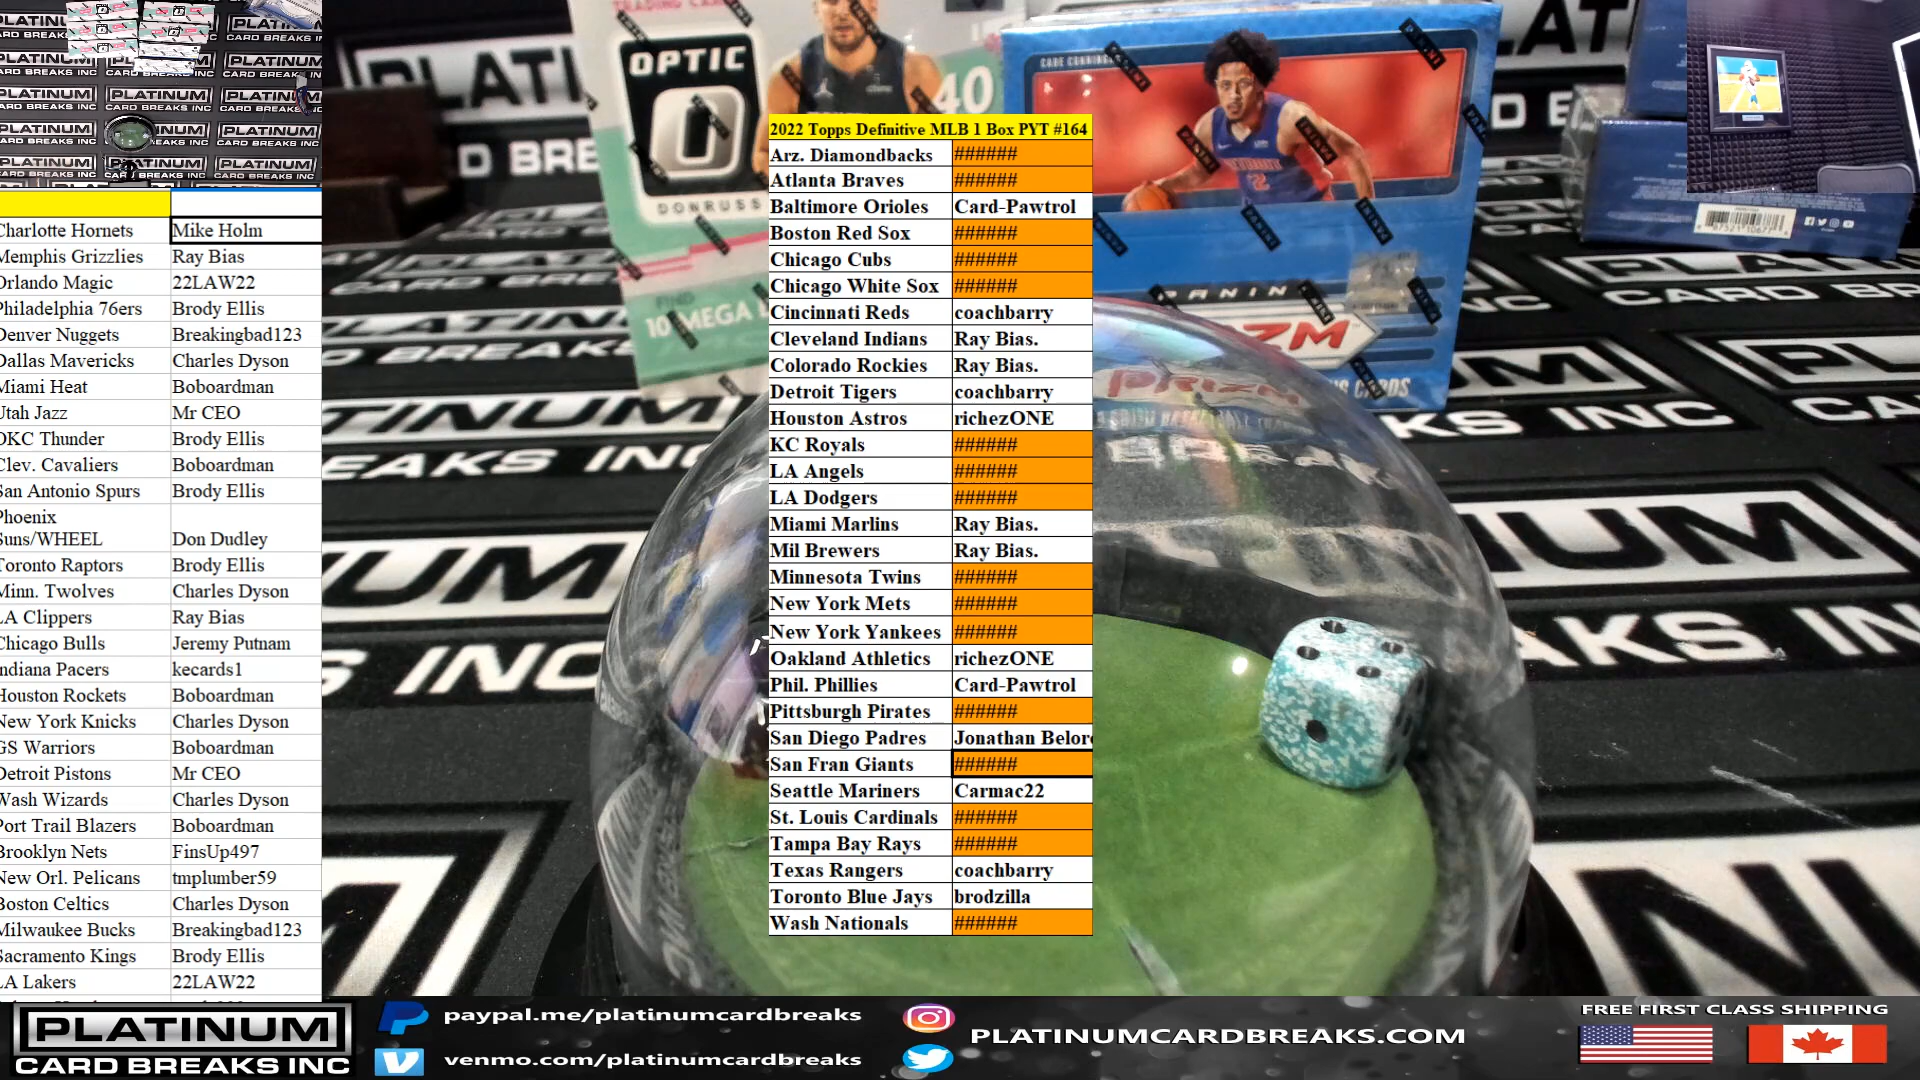 Charlotte Hornets Mike Holm
Memphis Grizzlies Ray Bias
Orlando Magic 22LAW22
Philadelphia 76ers Brody Ellis
Denver Nuggets Breakingbad123
Dallas Mavericks Charles Dyson
Miami Heat Boboardman
Utah Jazz Mr CEO
OKC Thunder Brody Ellis
Clev. Cavaliers Boboardman
San Antonio Spurs Brody Ellis
Phoenix
Suns/WHEEL Don Dudley
Toronto Raptors Brody Ellis
Minn. Twolves Charles Dyson
LA Clippers Ray Bias
Chicago Bulls Jeremy Putnam
Indiana Pacers kecards1
Houston Rockets Boboardman
New York Knicks Charles Dyson
GS Warriors Boboardman
Detroit Pistons Mr CEO
Wash Wizards Charles Dyson
Port Trail Blazers Boboardman
Brooklyn Nets FinsUp497
New Orl. Pelicans tmplumber59
Boston Celtics Charles Dyson
Milwaukee Bucks Breakingbad123
Sacramento Kings Brody Ellis
LA Lakers 22LAW22
2022 Topps Definitive MLB 1 Box PYT #164
Arz. Diamondbacks ######
Atlanta Braves ######
Baltimore Orioles Card-Pawtrol
Boston Red Sox ######
Chicago Cubs ######
Chicago White Sox ######
Cincinnati Reds coachbarry
Cleveland Indians Ray Bias.
Colorado Rockies Ray Bias.
Detroit Tigers coachbarry
Houston Astros richezONE
KC Royals ######
LA Angels ######
LA Dodgers ######
Miami Marlins Ray Bias.
Mil Brewers Ray Bias.
Minnesota Twins ######
New York Mets ######
New York Yankees ######
Oakland Athletics richezONE
Phil. Phillies Card-Pawtrol
Pittsburgh Pirates ######
San Diego Padres Jonathan Belor
San Fran Giants ######
Seattle Mariners Carmac22
St. Louis Cardinals ######
Tampa Bay Rays ######
Texas Rangers coachbarry
Toronto Blue Jays brodzilla
Wash Nationals ######
OPTIC
DONRUSS
40
10 MEGA
CADE CUNNINGHAM
PANINI
PRIZM
CARDS
PLATINUM
CARD BREAKS INC
paypal.me/platinumcardbreaks
venmo.com/platinumcardbreaks
PLATINUMCARDBREAKS.COM
FREE FIRST CLASS SHIPPING